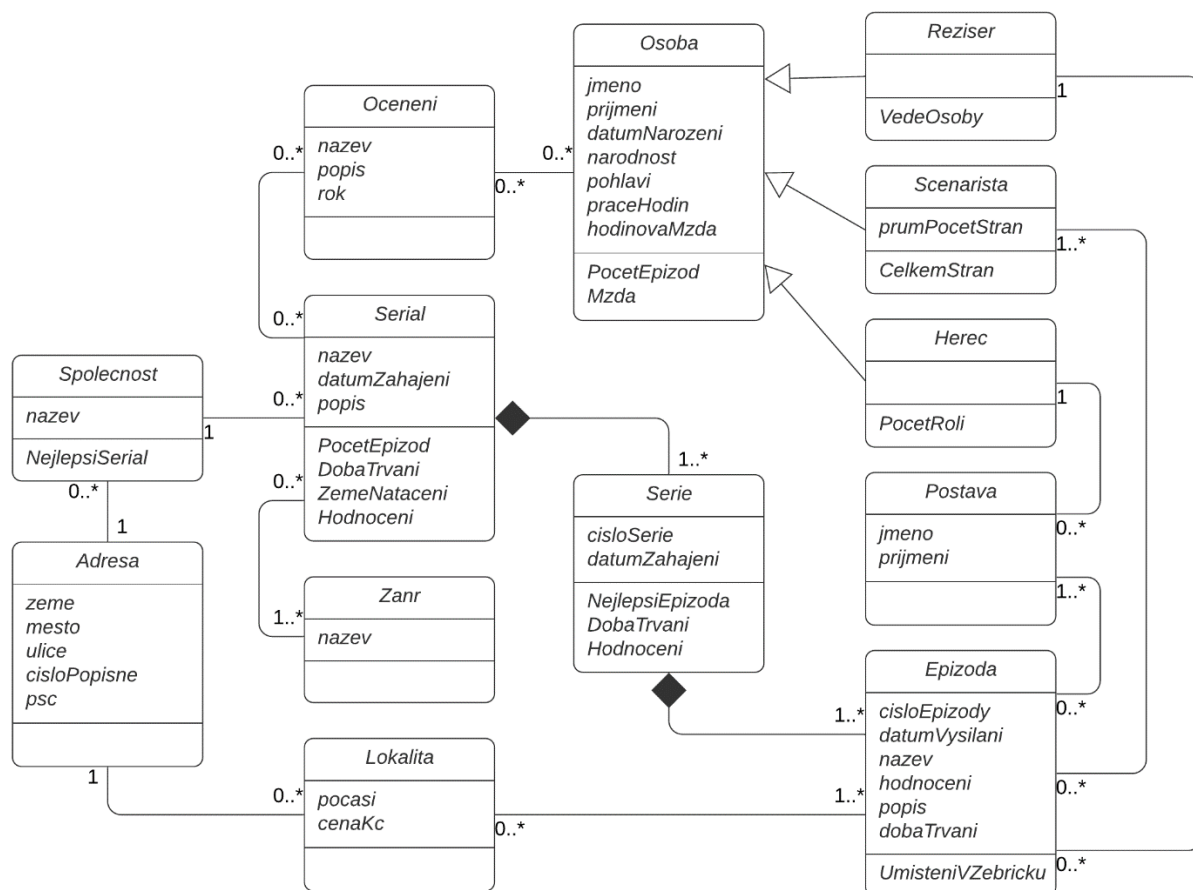 Osoba
jmeno
prijmeni
datumNarozeni
narodnost
pohlavi
praceHodin
hodinovaMzda
PocetEpizod
Mzda
Reziser
VedeOsoby
1
Oceneni
nazev
popis
rok
0..*
0..*
0..*
Scenarista
prumPocetStran
CelkemStran
1..*
Serial
nazev
datumZahajeni
popis
PocetEpizod
DobaTrvani
ZemeNataceni
Hodnoceni
0..*
0..*
0..*
1
Herec
PocetRoli
1
Spolecnost
nazev
NejlepsiSerial
0..*
1
1..*
Serie
cisloSerie
datumZahajeni
NejlepsiEpizoda
DobaTrvani
Hodnoceni
Postava
jmeno
prijmeni
0..*
1..*
Adresa
zeme
mesto
ulice
cisloPopisne
psc
1
Zanr
nazev
1..*
Epizoda
cisloEpizody
datumVysilani
nazev
hodnoceni
popis
dobaTrvani
UmisteniVZebricku
1..*
1..*
0..*
0..*
0..*
Lokalita
pocasi
cenaKc
0..*
0..*